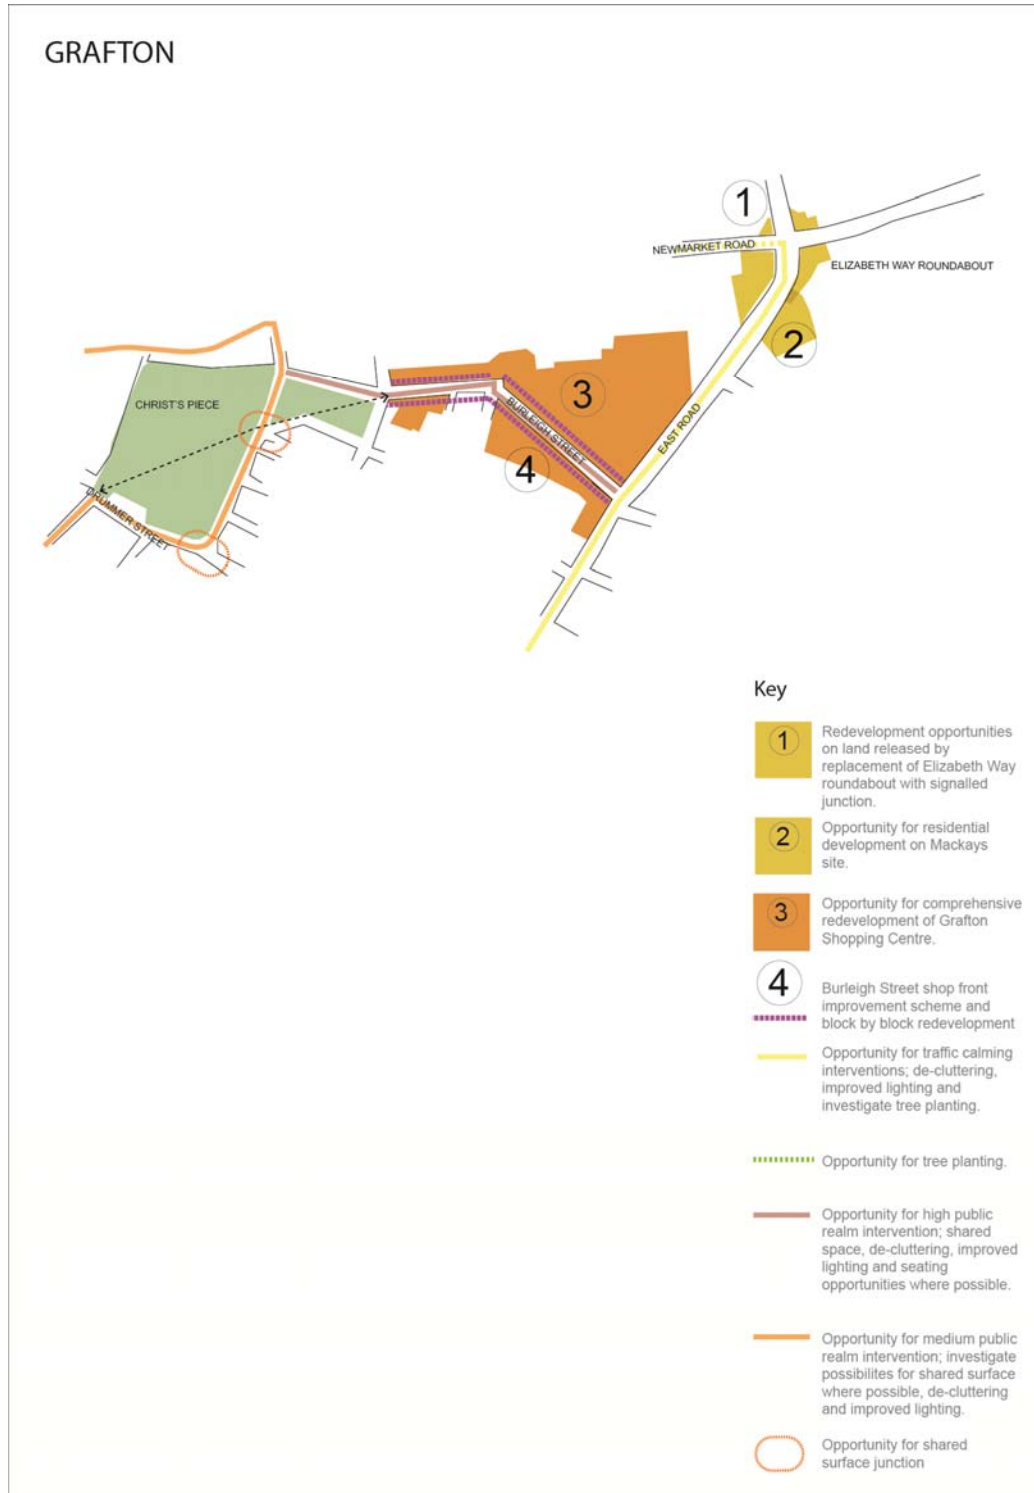 GRAFTON
1
NEWMARKET ROAD
ELIZABETH WAY ROUNDABOUT
2
3
CHRIST'S PIECE
BURLEIGH STREET
EAST ROAD
4
DRUMMER STREET
Key
1
Redevelopment opportunities
on land released by
replacement of Elizabeth Way
roundabout with signalled
junction.
2
Opportunity for residential
development on Mackays
site.
3
Opportunity for comprehensive
redevelopment of Grafton
Shopping Centre.
4
Burleigh Street shop front
improvement scheme and
block by block redevelopment
Opportunity for traffic calming
interventions; de-cluttering,
improved lighting and
investigate tree planting.
Opportunity for tree planting.
Opportunity for high public
realm intervention; shared
space, de-cluttering, improved
lighting and seating
opportunities where possible.
Opportunity for medium public
realm intervention; investigate
possibilites for shared surface
where possible, de-cluttering
and improved lighting.
Opportunity for shared
surface junction